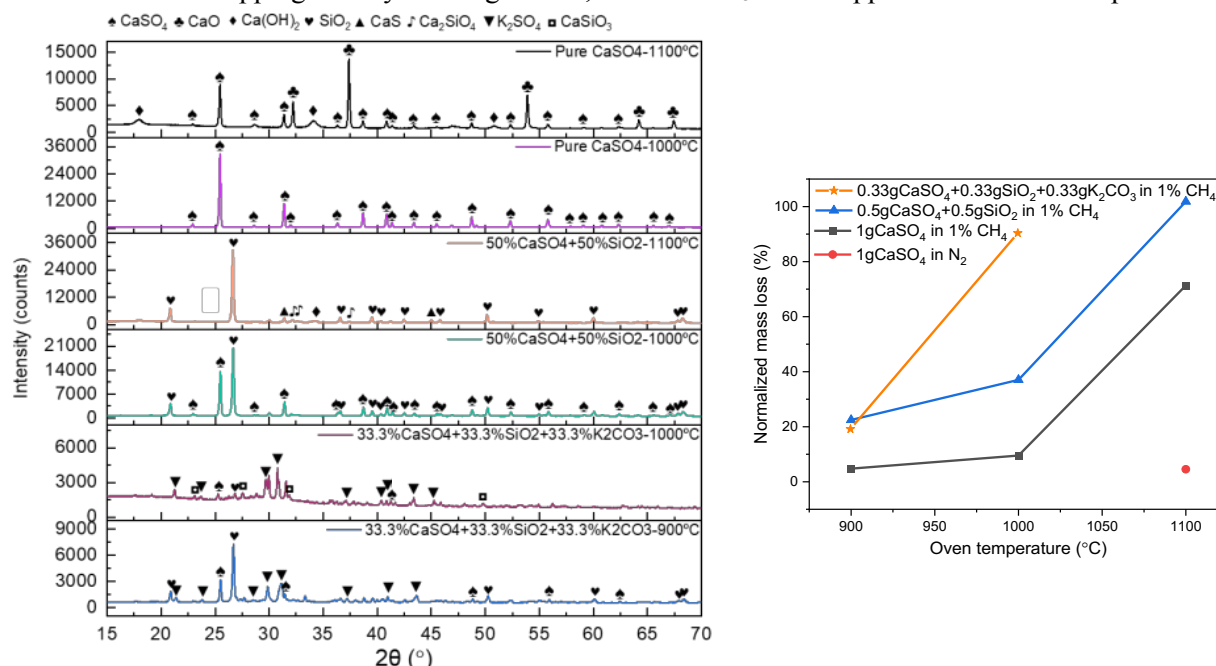 CaSO4 CaO Ca(OH)2 SiO2 CaS Ca2SiO4 K2SO4 CaSiO3
Pure CaSO4-1100ºC
15000
10000
5000
0
Pure CaSO4-1000ºC
36000
24000
12000
0
50%CaSO4+50%SiO2-1100ºC
36000
24000
12000
0
50%CaSO4+50%SiO2-1000ºC
21000
14000
7000
0
33.3%CaSO4+33.3%SiO2+33.3%K2CO3-1000ºC
6000
3000
0
33.3%CaSO4+33.3%SiO2+33.3%K2CO3-900ºC
9000
6000
3000
0
Intensity (counts)
15 20 25 30 35 40 45 50 55 60 65 70
2θ (°)
0.33gCaSO4+0.33gSiO2+0.33gK2CO3 in 1% CH4
0.5gCaSO4+0.5gSiO2 in 1% CH4
1gCaSO4 in 1% CH4
1gCaSO4 in N2
100
80
60
40
20
0
Normalized mass loss (%)
900 950 1000 1050 1100
Oven temperature (°C)